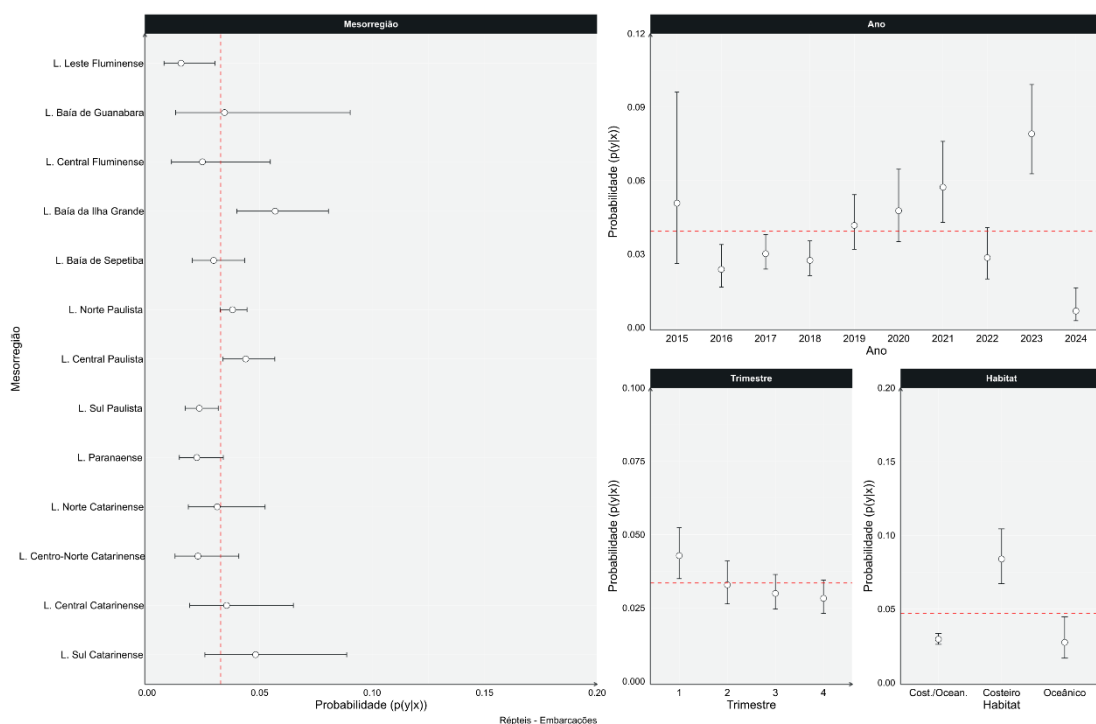 Mesorregião
Mesorregião
L. Leste Fluminense
L. Baía de Guanabara
L. Central Fluminense
L. Baía da Ilha Grande
L. Baía de Sepetiba
L. Norte Paulista
L. Central Paulista
L. Sul Paulista
L. Paranaense
L. Norte Catarinense
L. Centro-Norte Catarinense
L. Central Catarinense
L. Sul Catarinense
0.00 0.05 0.10 0.15 0.20
Probabilidade (p(y|x))
Répteis - Embarcações
Ano
Probabilidade (p(y|x))
0.12
0.09
0.06
0.03
0.00
2015 2016 2017 2018 2019 2020 2021 2022 2023 2024
Ano
Trimestre
Probabilidade (p(y|x))
0.100
0.075
0.050
0.025
0.000
1 2 3 4
Trimestre
Habitat
Probabilidade (p(y|x))
0.20
0.15
0.10
0.05
0.00
Cost./Ocean. Costeiro Oceânico
Habitat